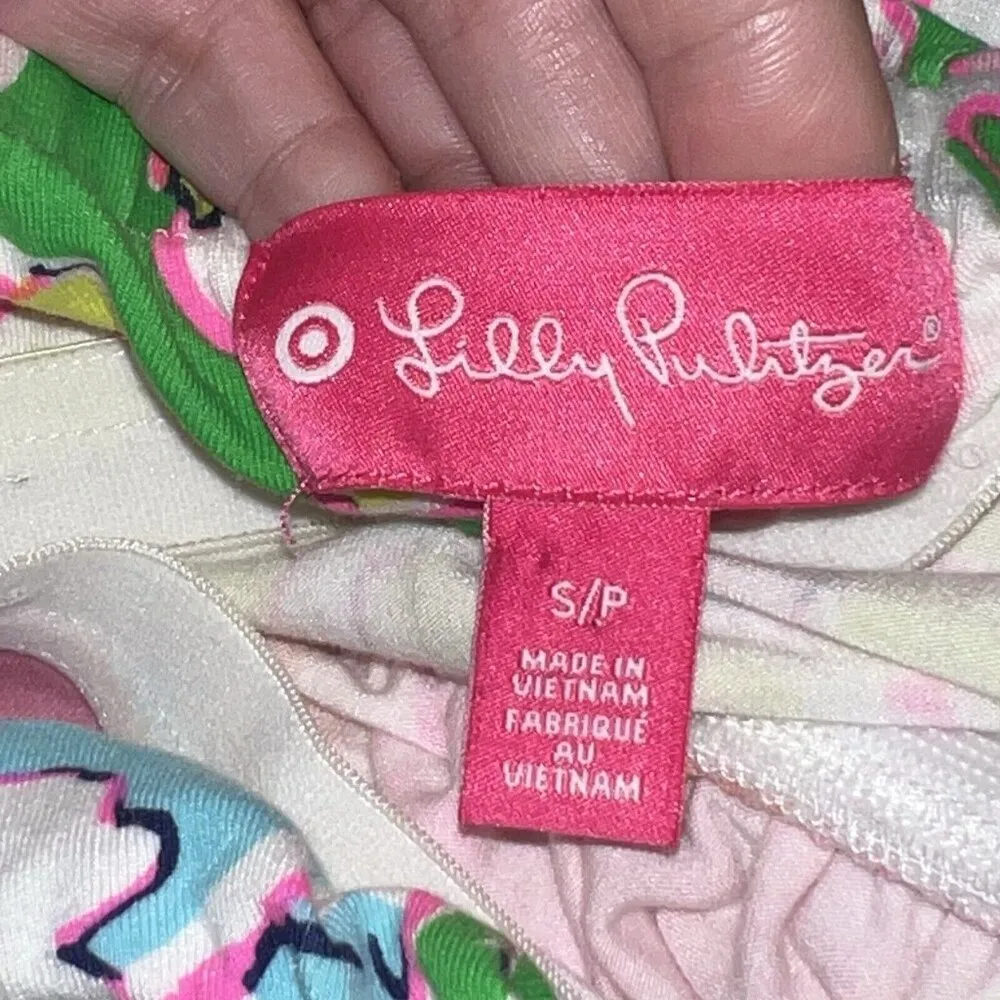 Lilly Pulitzer®
S/P
MADE IN
VIETNAM
FABRIQUÉ
AU
VIETNAM